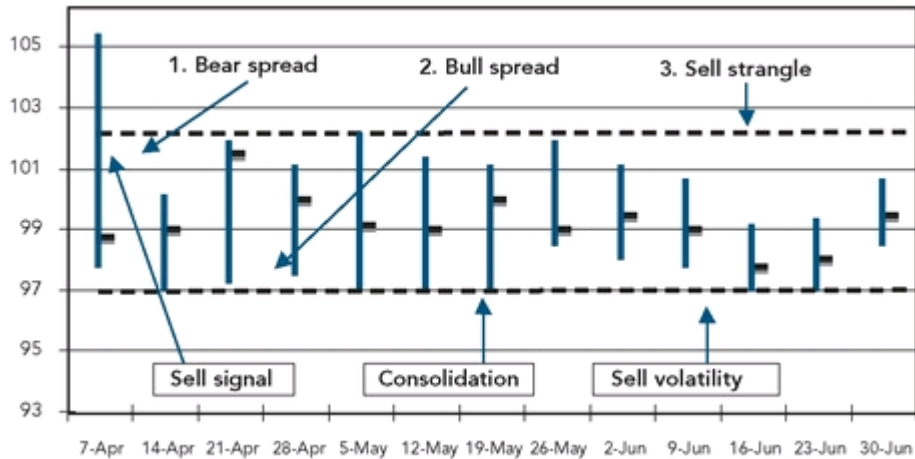 105
1. Bear spread
2. Bull spread
3. Sell strangle
103
101
99
97
95
Sell signal
Consolidation
Sell volatility
93
7-Apr 14-Apr 21-Apr 28-Apr 5-May 12-May 19-May 26-May 2-Jun 9-Jun 16-Jun 23-Jun 30-Jun